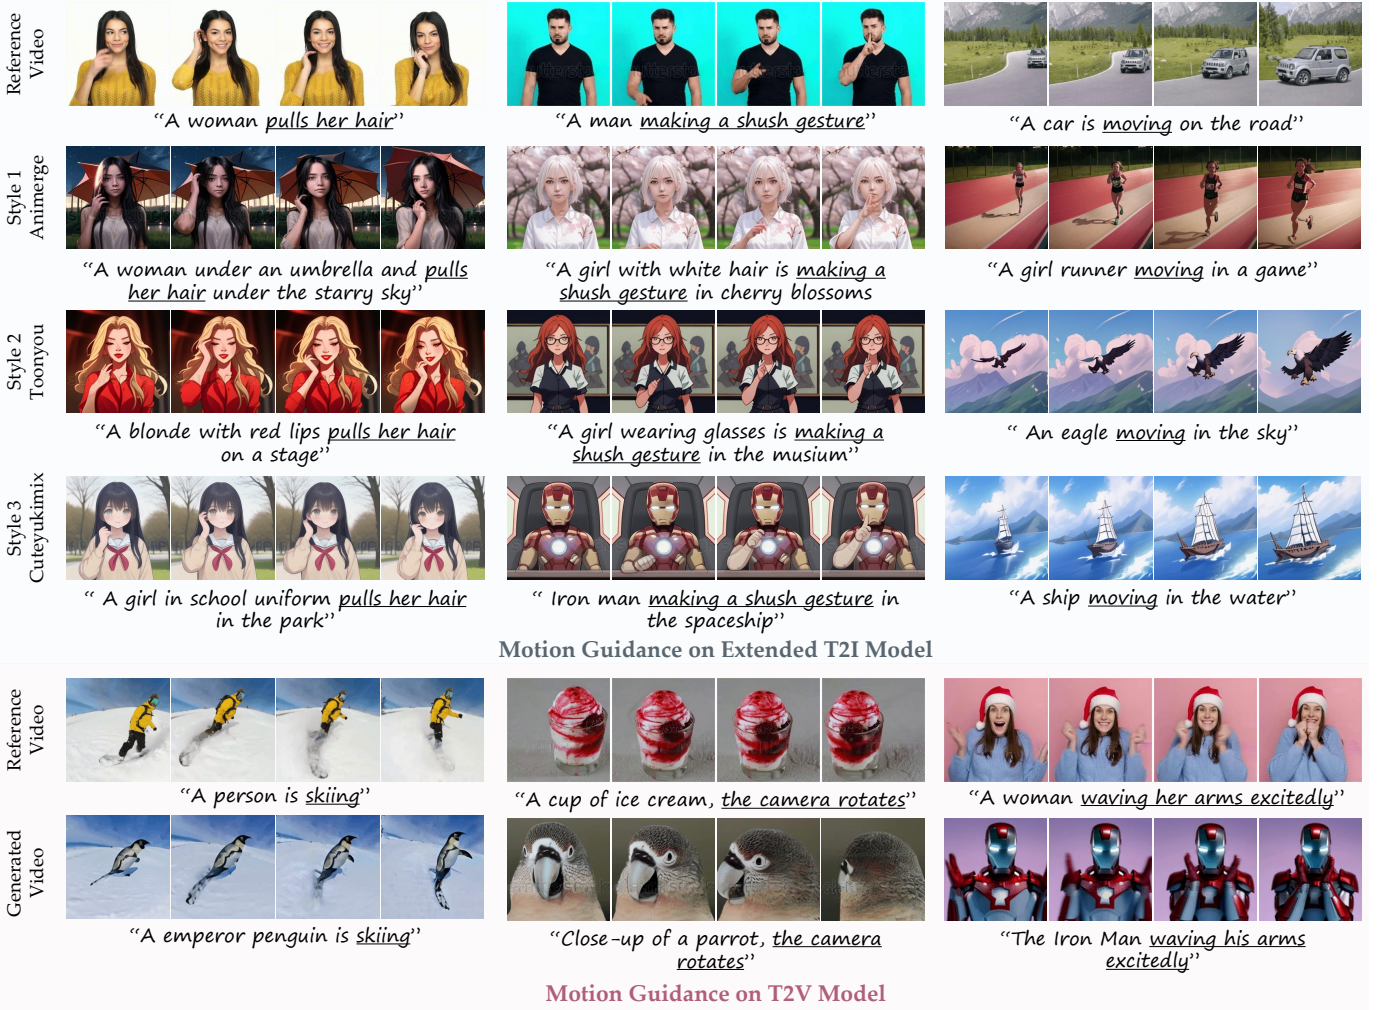 Reference
Video
“A woman pulls her hair”
“A man making a shush gesture”
“A car is moving on the road”
Style 1
Animerge
“A woman under an umbrella and pulls
her hair under the starry sky”
“A girl with white hair is making a
shush gesture in cherry blossoms
“A girl runner moving in a game”
Style 2
Toonyou
“A blonde with red lips pulls her hair
on a stage”
“A girl wearing glasses is making a
shush gesture in the musium”
“ An eagle moving in the sky”
Style 3
Cuteyukimix
“ A girl in school uniform pulls her hair
in the park”
“ Iron man making a shush gesture in
the spaceship”
“A ship moving in the water”
Motion Guidance on Extended T2I Model
Reference
Video
“A person is skiing”
“A cup of ice cream, the camera rotates”
“A woman waving her arms excitedly”
Generated
Video
“A emperor penguin is skiing”
“Close-up of a parrot, the camera
rotates”
“The Iron Man waving his arms
excitedly”
Motion Guidance on T2V Model